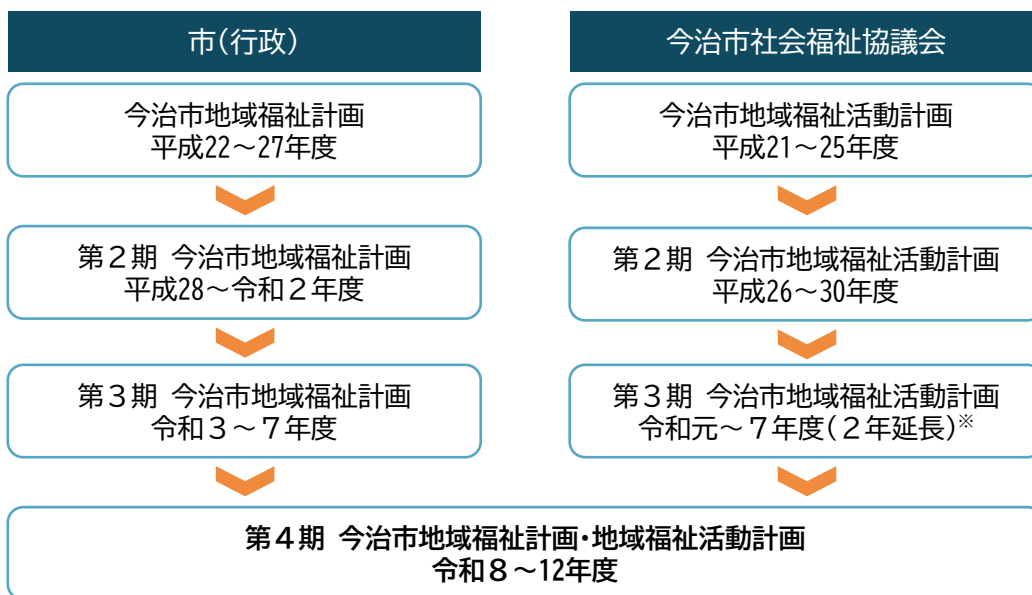 市(行政)
今治市社会福祉協議会
今治市地域福祉計画
平成22～27年度
今治市地域福祉活動計画
平成21～25年度
第２期 今治市地域福祉計画
平成28～令和２年度
第２期 今治市地域福祉活動計画
平成26～30年度
第３期 今治市地域福祉計画
令和３～７年度
第３期 今治市地域福祉活動計画
令和元～７年度(２年延長)※
第４期 今治市地域福祉計画・地域福祉活動計画
令和８～12年度